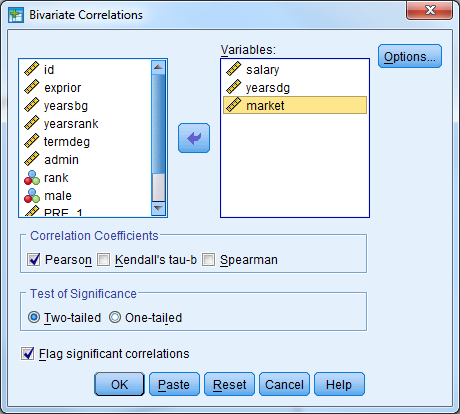 Bivariate Correlations
Variables:
id
exprior
yearsbg
yearsrank
termdeg
admin
rank
male
PRE_1
salary
yearsdg
market
Options...
Correlation Coefficients
Pearson Kendall's tau-b Spearman
Test of Significance
Two-tailed One-tailed
Flag significant correlations
OK Paste Reset Cancel Help